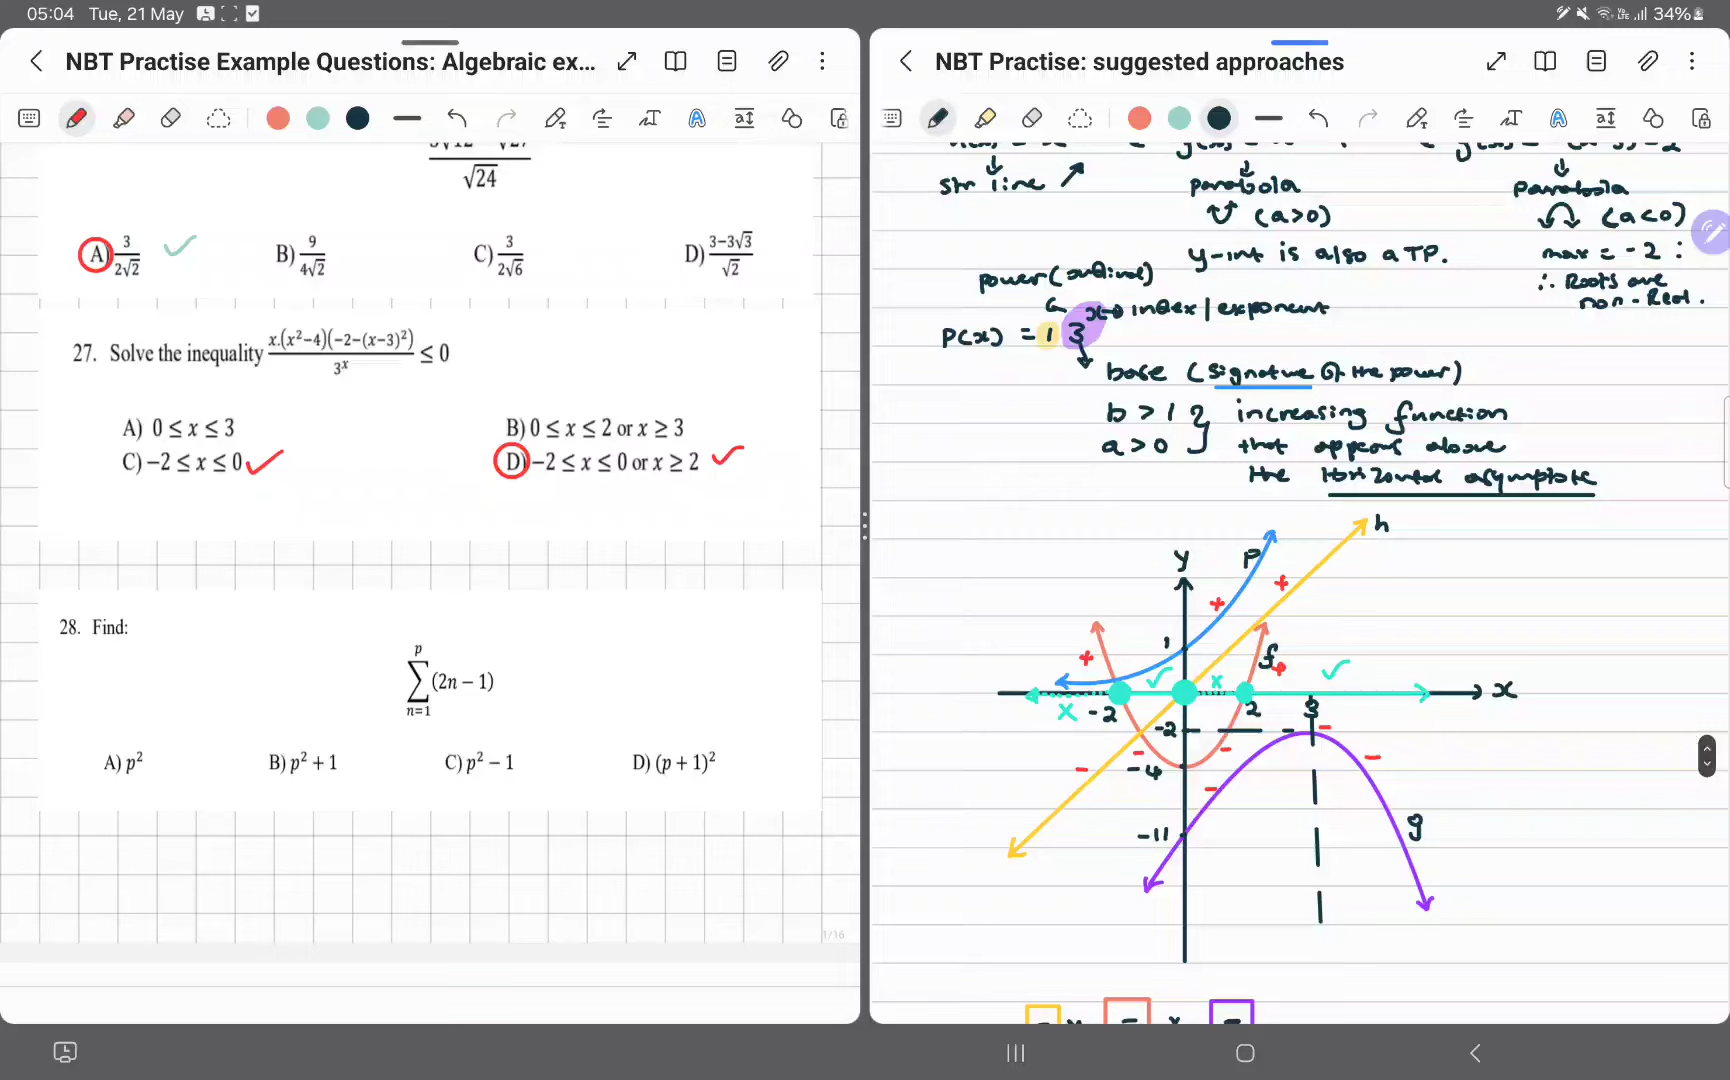 05:04 Tue, 21 May
34%
NBT Practise Example Questions: Algebraic ex...
√24
A) 3/(2√2) ✓ B) 9/(4√2) C) 3/(2√6) D) (3−3√3)/√2
27. Solve the inequality x.(x²−4)(−2−(x−3)²)/3ˣ ≤ 0
A) 0 ≤ x ≤ 3 B) 0 ≤ x ≤ 2 or x ≥ 3
C) −2 ≤ x ≤ 0 ✓ D) −2 ≤ x ≤ 0 or x ≥ 2 ✓
28. Find:
p
∑ (2n − 1)
n=1
A) p² B) p² + 1 C) p² − 1 D) (p + 1)²
1/16
NBT Practise: suggested approaches
str line ↗ parabola parabola
(a>0) (a<0)
y-int is also a TP. max = -2 :
∴ Roots are
non-Real.
power (ordinal)
x→ index/exponent
P(x) = 1 3
base (signature of the power)
b > 1 } increasing function
a > 0 that appears above
the Horizontal asymptote
h
y P
+ +
1 f
+ ✓ x + ✓
x
x -2 2 3
-2 -
- - -
- -4 -
-11 g